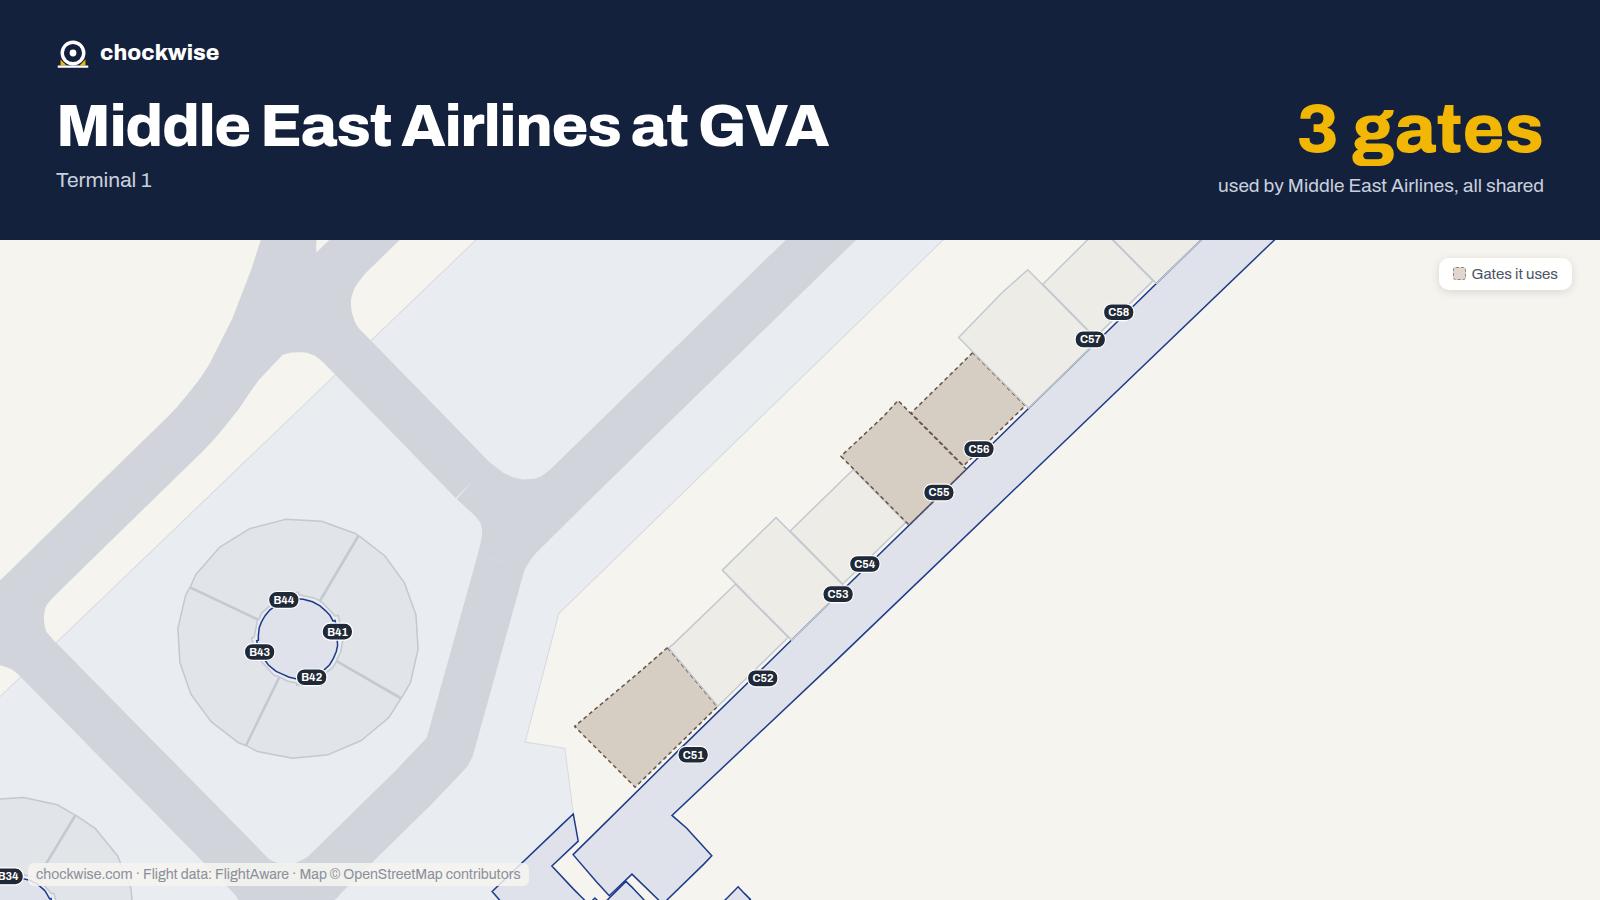 chockwise
Middle East Airlines at GVA
Terminal 1
3 gates
used by Middle East Airlines, all shared
Gates it uses
C58
C57
C56
C55
C54
C53
C52
C51
B44
B41
B43
B42
B34
chockwise.com · Flight data: FlightAware · Map © OpenStreetMap contributors